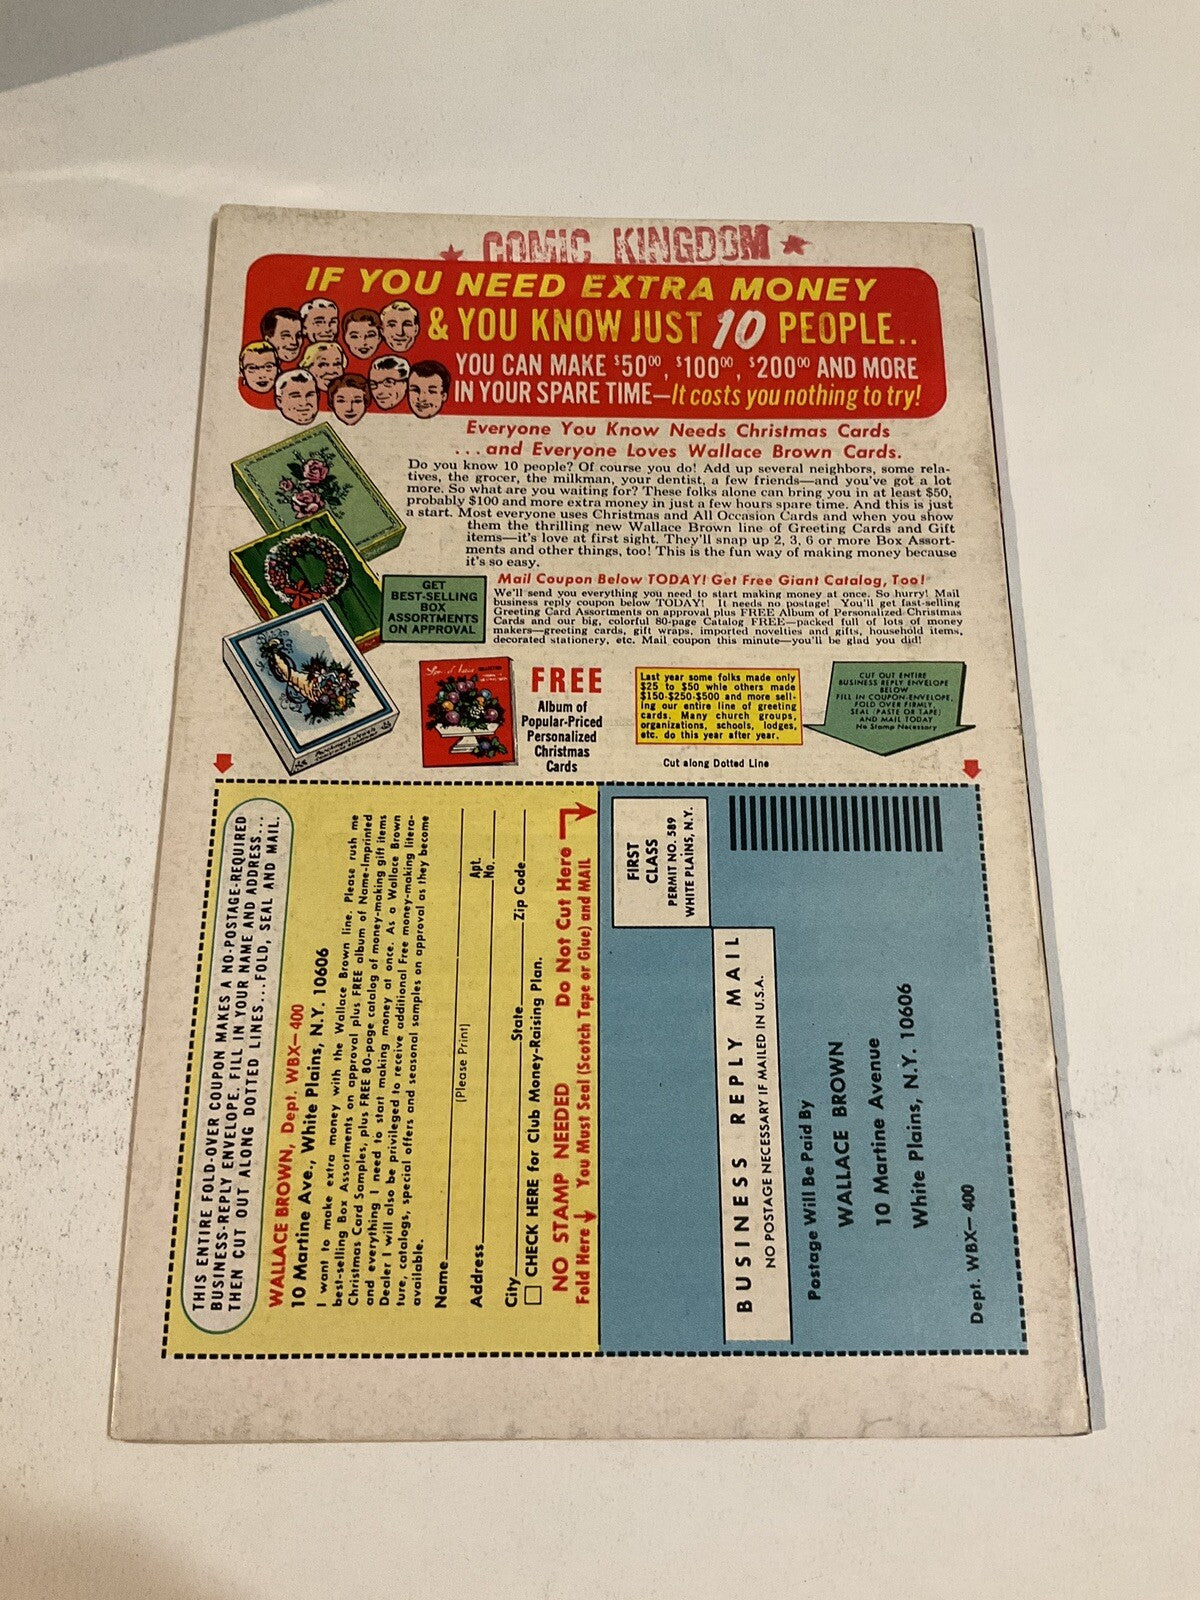 COMIC KINGDOM
IF YOU NEED EXTRA MONEY
& YOU KNOW JUST 10 PEOPLE..
YOU CAN MAKE $50⁰⁰, $100⁰⁰, $200⁰⁰ AND MORE
IN YOUR SPARE TIME—It costs you nothing to try!
Everyone You Know Needs Christmas Cards
...and Everyone Loves Wallace Brown Cards.
Do you know 10 people? Of course you do! Add up several neighbors, some rela-
tives, the grocer, the milkman, your dentist, a few friends—and you've got a lot
more. So what are you waiting for? These folks alone can bring you in at least $50,
probably $100 and more extra money in just a few hours spare time. And this is just
a start. Most everyone uses Christmas and All Occasion Cards and when you show
them the thrilling new Wallace Brown line of Greeting Cards and Gift
items—it's love at first sight. They'll snap up 2, 3, 6 or more Box Assort-
ments and other things, too! This is the fun way of making money because
it's so easy.
GET
BEST-SELLING
BOX
ASSORTMENTS
ON APPROVAL
Mail Coupon Below TODAY! Get Free Giant Catalog, Too!
We'll send you everything you need to start making money at once. So hurry! Mail
business reply coupon below TODAY! It needs no postage! You'll get fast-selling
Greeting Card Assortments on approval plus FREE Album of Personalized Christmas
Cards and our big, colorful 80-page Catalog FREE—packed full of lots of money
makers—greeting cards, gift wraps, imported novelties and gifts, household items,
decorated stationery, etc. Mail coupon this minute—you'll be glad you did!
FREE
Album of
Popular-Priced
Personalized
Christmas
Cards
Last year some folks made only
$25 to $50 while others made
$150-$250-$500 and more sell-
ing our entire line of greeting
cards. Many church groups,
organizations, schools, lodges,
etc. do this year after year.
Cut along Dotted Line
CUT OUT ENTIRE
BUSINESS REPLY ENVELOPE
BELOW
FILL IN COUPON-ENVELOPE,
FOLD OVER FIRMLY,
SEAL (PASTE OR TAPE)
AND MAIL TODAY
No Stamp Necessary
THIS ENTIRE FOLD-OVER COUPON MAKES A NO-POSTAGE-REQUIRED
BUSINESS-REPLY ENVELOPE. FILL IN YOUR NAME AND ADDRESS...
THEN CUT OUT ALONG DOTTED LINES...FOLD, SEAL AND MAIL.
WALLACE BROWN, Dept. WBX—400
10 Martine Ave., White Plains, N.Y. 10606
I want to make extra money with the Wallace Brown line. Please rush me
best-selling Box Assortments on approval plus FREE album of Name-Imprinted
Christmas Card Samples, plus FREE 80-page catalog of money-making gift items
and everything I need to start making money at once. As a Wallace Brown
Dealer I will also be privileged to receive additional Free money-making litera-
ture, catalogs, special offers and seasonal samples on approval as they become
available.
Name
(Please Print)
Address
Apt.
No.
City State Zip Code
CHECK HERE for Club Money-Raising Plan.
NO STAMP NEEDED Do Not Cut Here
Fold Here You Must Seal (Scotch Tape or Glue) and MAIL
FIRST
CLASS
PERMIT NO. 589
WHITE PLAINS, N.Y.
BUSINESS REPLY MAIL
NO POSTAGE NECESSARY IF MAILED IN U.S.A.
Postage Will Be Paid By
WALLACE BROWN
10 Martine Avenue
White Plains, N.Y. 10606
Dept. WBX—400